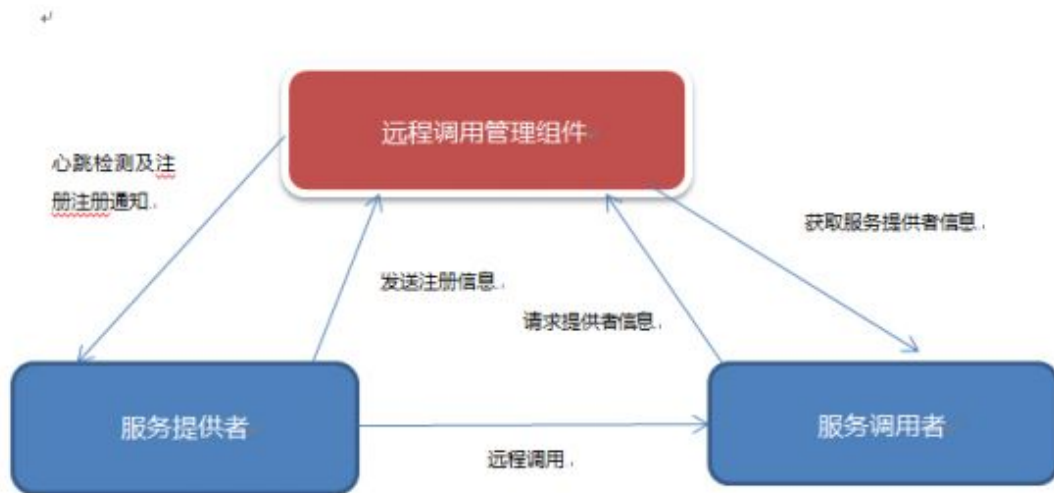 远程调用管理组件
心跳检测及注
册注册通知.
获取服务提供者信息.
发送注册信息.
请求提供者信息.
服务提供者
服务调用者
远程调用.